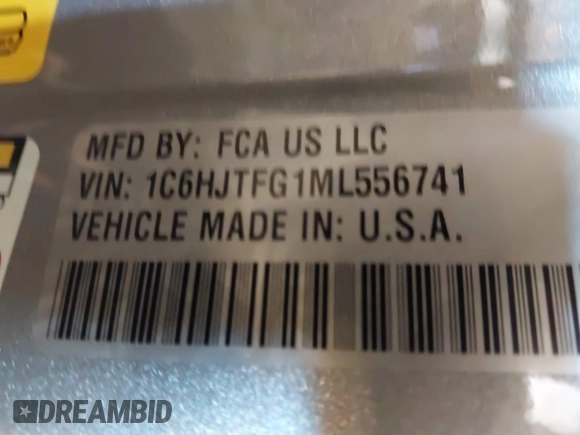 MFD BY: FCA US LLC
VIN: 1C6HJTFG1ML556741
VEHICLE MADE IN: U.S.A.
DREAMBID